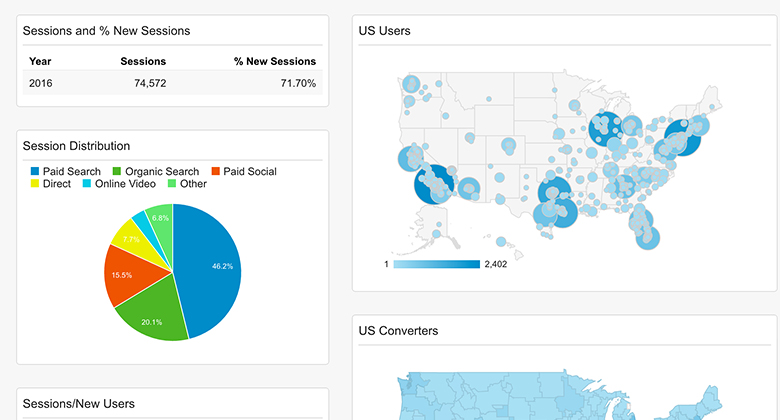 Sessions and % New Sessions
Year Sessions % New Sessions
2016 74,572 71.70%
Session Distribution
Paid Search Organic Search Paid Social
Direct Online Video Other
6.8%
7.7%
46.2%
15.5%
20.1%
Sessions/New Users
US Users
1 2,402
US Converters